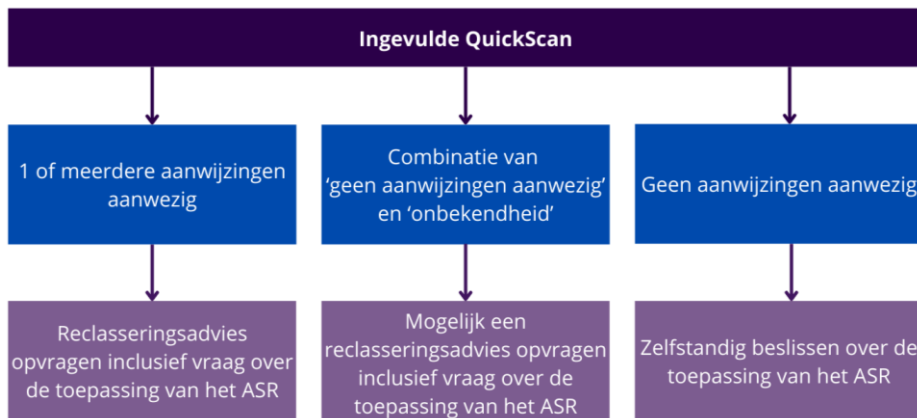 Ingevulde QuickScan
1 of meerdere aanwijzingen
aanwezig
Combinatie van
‘geen aanwijzingen aanwezig’
en ‘onbekendheid’
Geen aanwijzingen aanwezig
Reclasseringsadvies
opvragen inclusief vraag over
de toepassing van het ASR
Mogelijk een
reclasseringsadvies opvragen
inclusief vraag over de
toepassing van het ASR
Zelfstandig beslissen over de
toepassing van het ASR